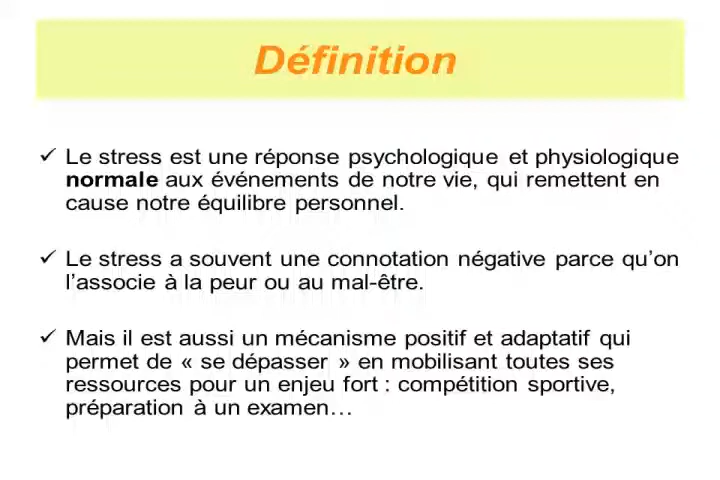 Définition
✓ Le stress est une réponse psychologique et physiologique
normale aux événements de notre vie, qui remettent en
cause notre équilibre personnel.
✓ Le stress a souvent une connotation négative parce qu’on
l’associe à la peur ou au mal-être.
✓ Mais il est aussi un mécanisme positif et adaptatif qui
permet de « se dépasser » en mobilisant toutes ses
ressources pour un enjeu fort : compétition sportive,
préparation à un examen…